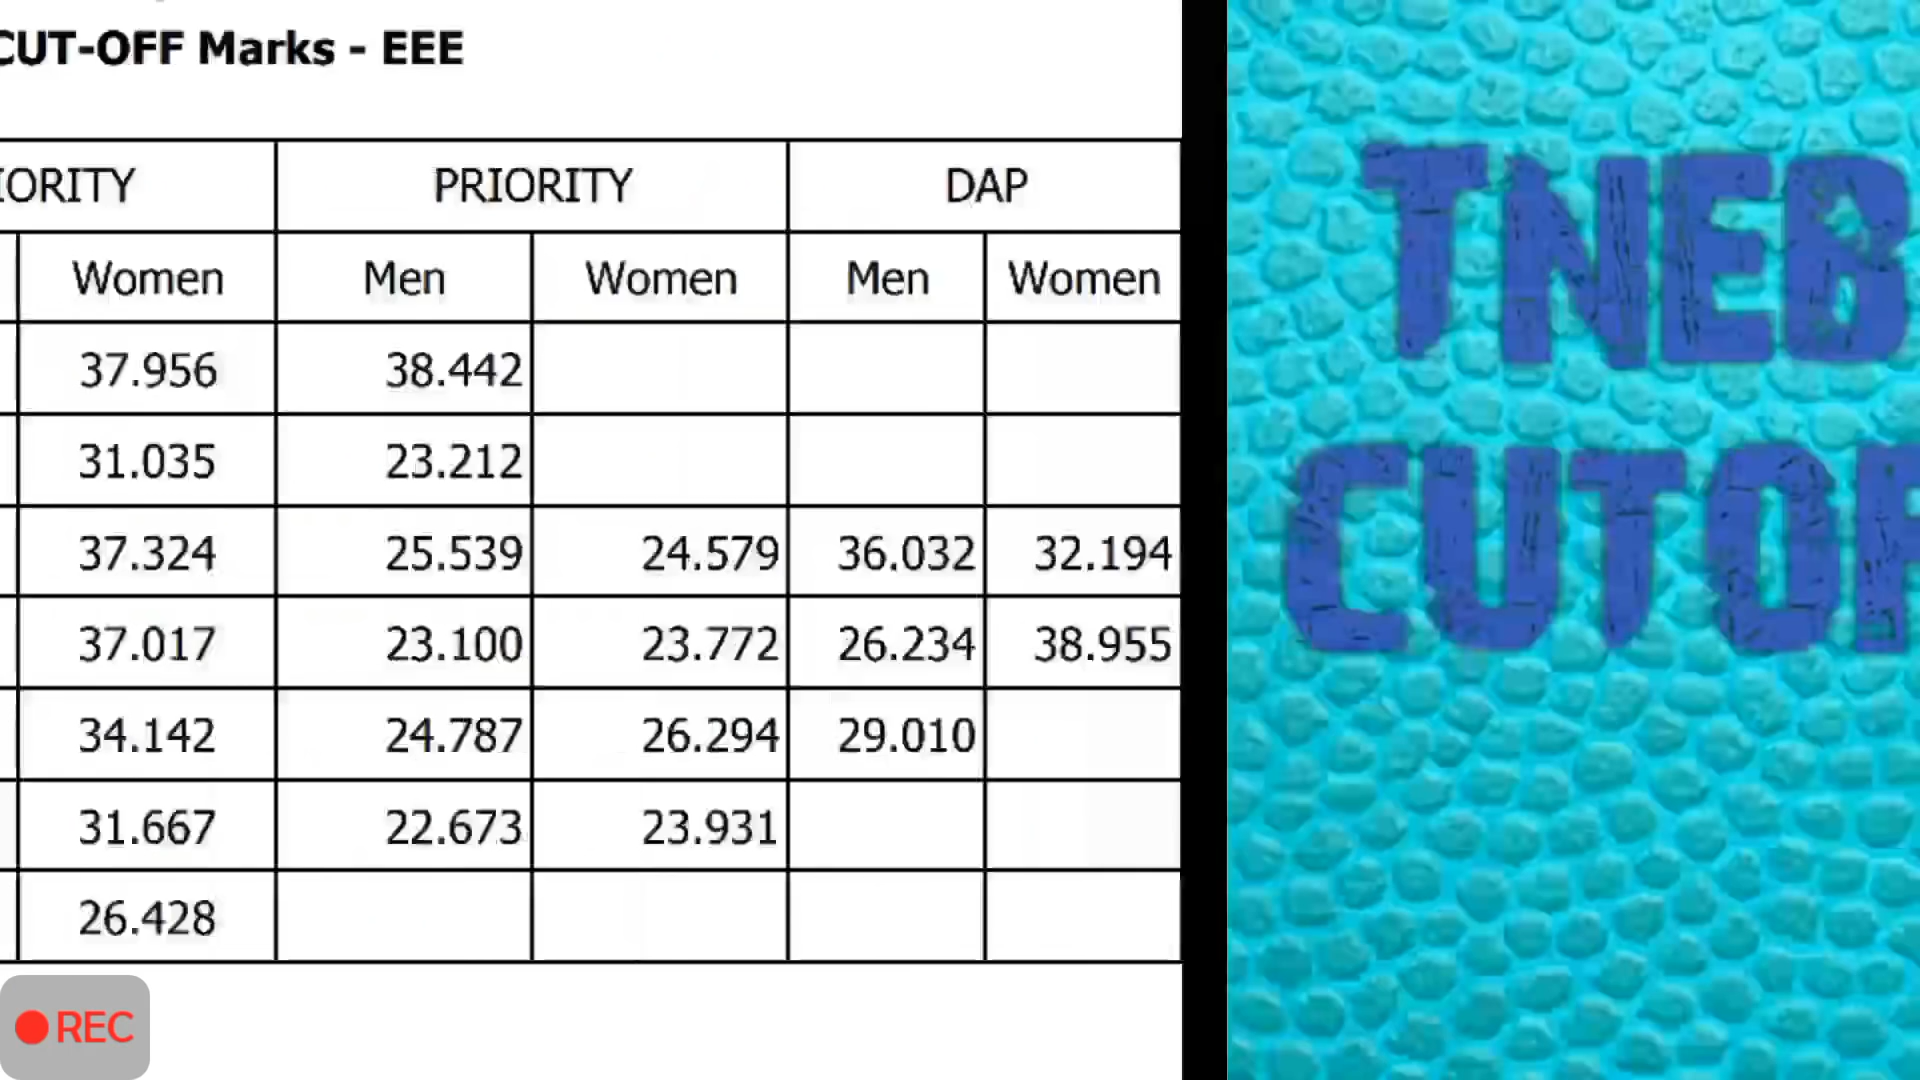 CUT-OFF Marks - EEE
IORITY PRIORITY DAP
Women Men Women Men Women
37.956 38.442
31.035 23.212
37.324 25.539 24.579 36.032 32.194
37.017 23.100 23.772 26.234 38.955
34.142 24.787 26.294 29.010
31.667 22.673 23.931
26.428
REC
TNEB
CUTOF